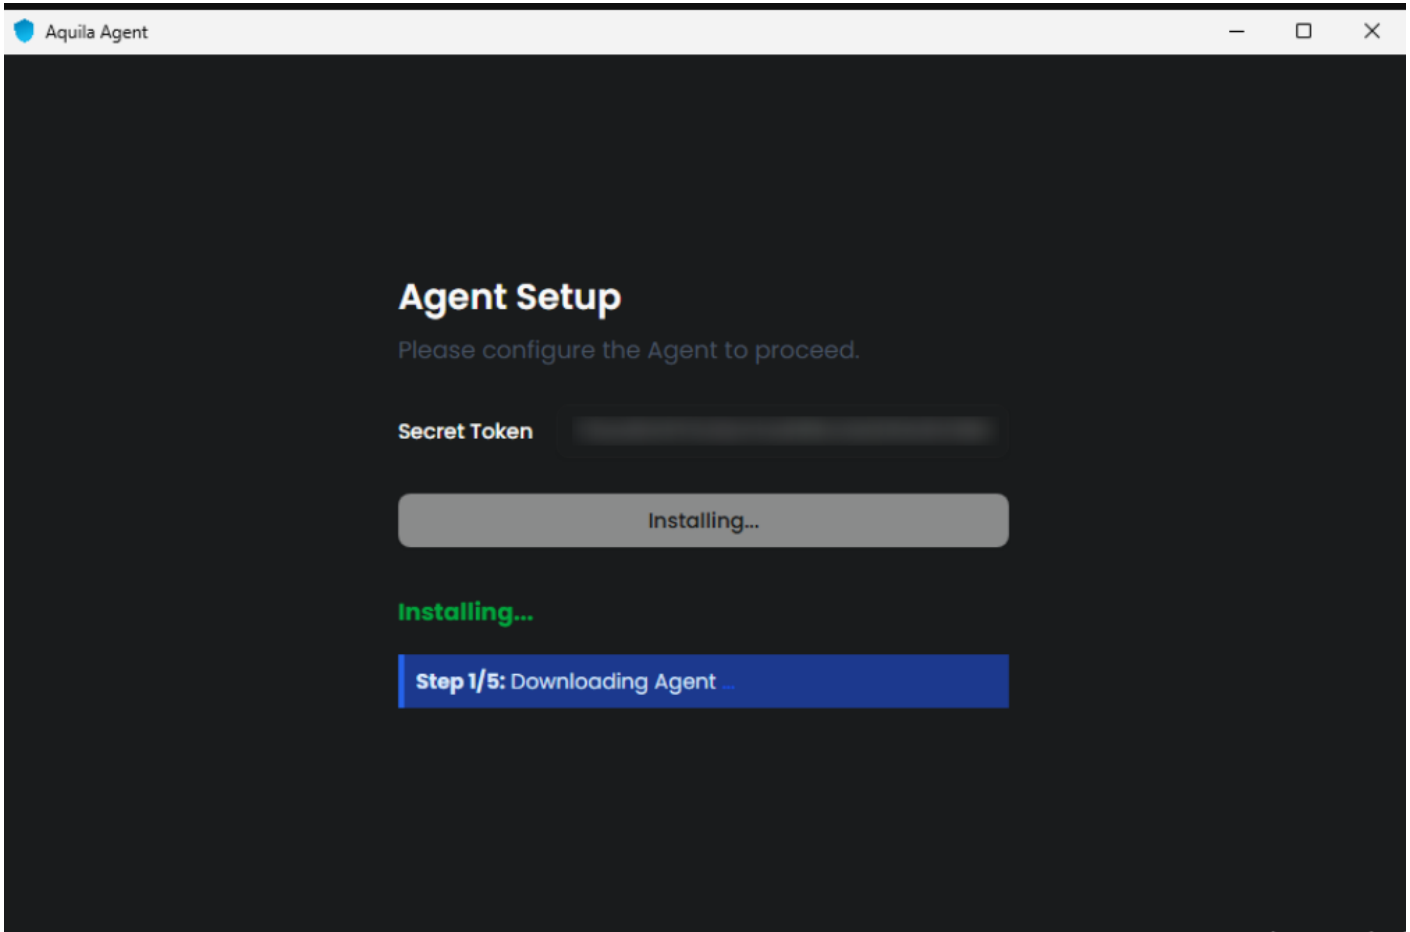 Aquila Agent
Agent Setup
Please configure the Agent to proceed.
Secret Token
Installing...
Installing...
Step 1/5: Downloading Agent ...